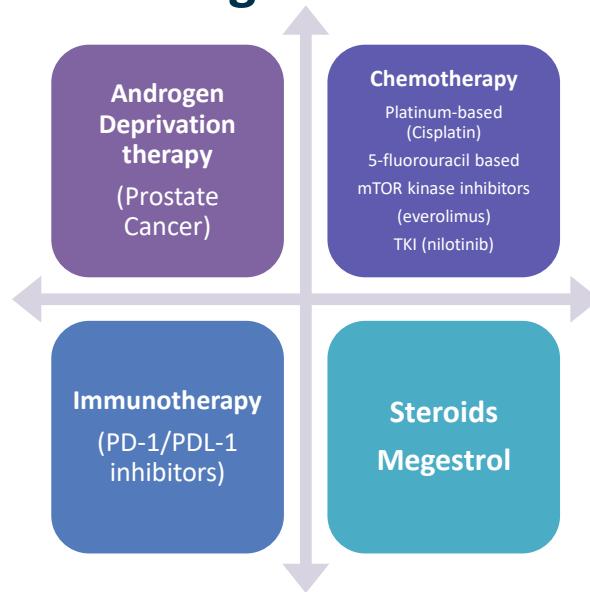 Androgen
Deprivation
therapy
(Prostate
Cancer)
Chemotherapy
Platinum-based
(Cisplatin)
5-fluorouracil based
mTOR kinase inhibitors
(everolimus)
TKI (nilotinib)
Immunotherapy
(PD-1/PDL-1
inhibitors)
Steroids
Megestrol